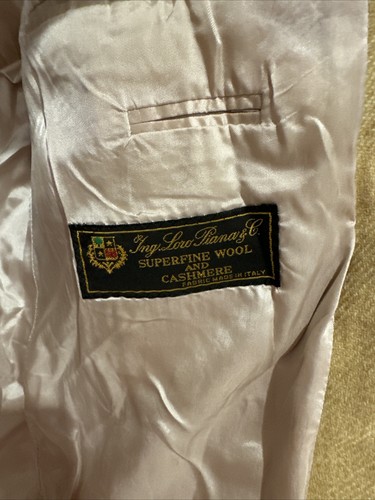 Ing. Loro Piana & C.
SUPERFINE WOOL
AND
CASHMERE
FABRIC MADE IN ITALY